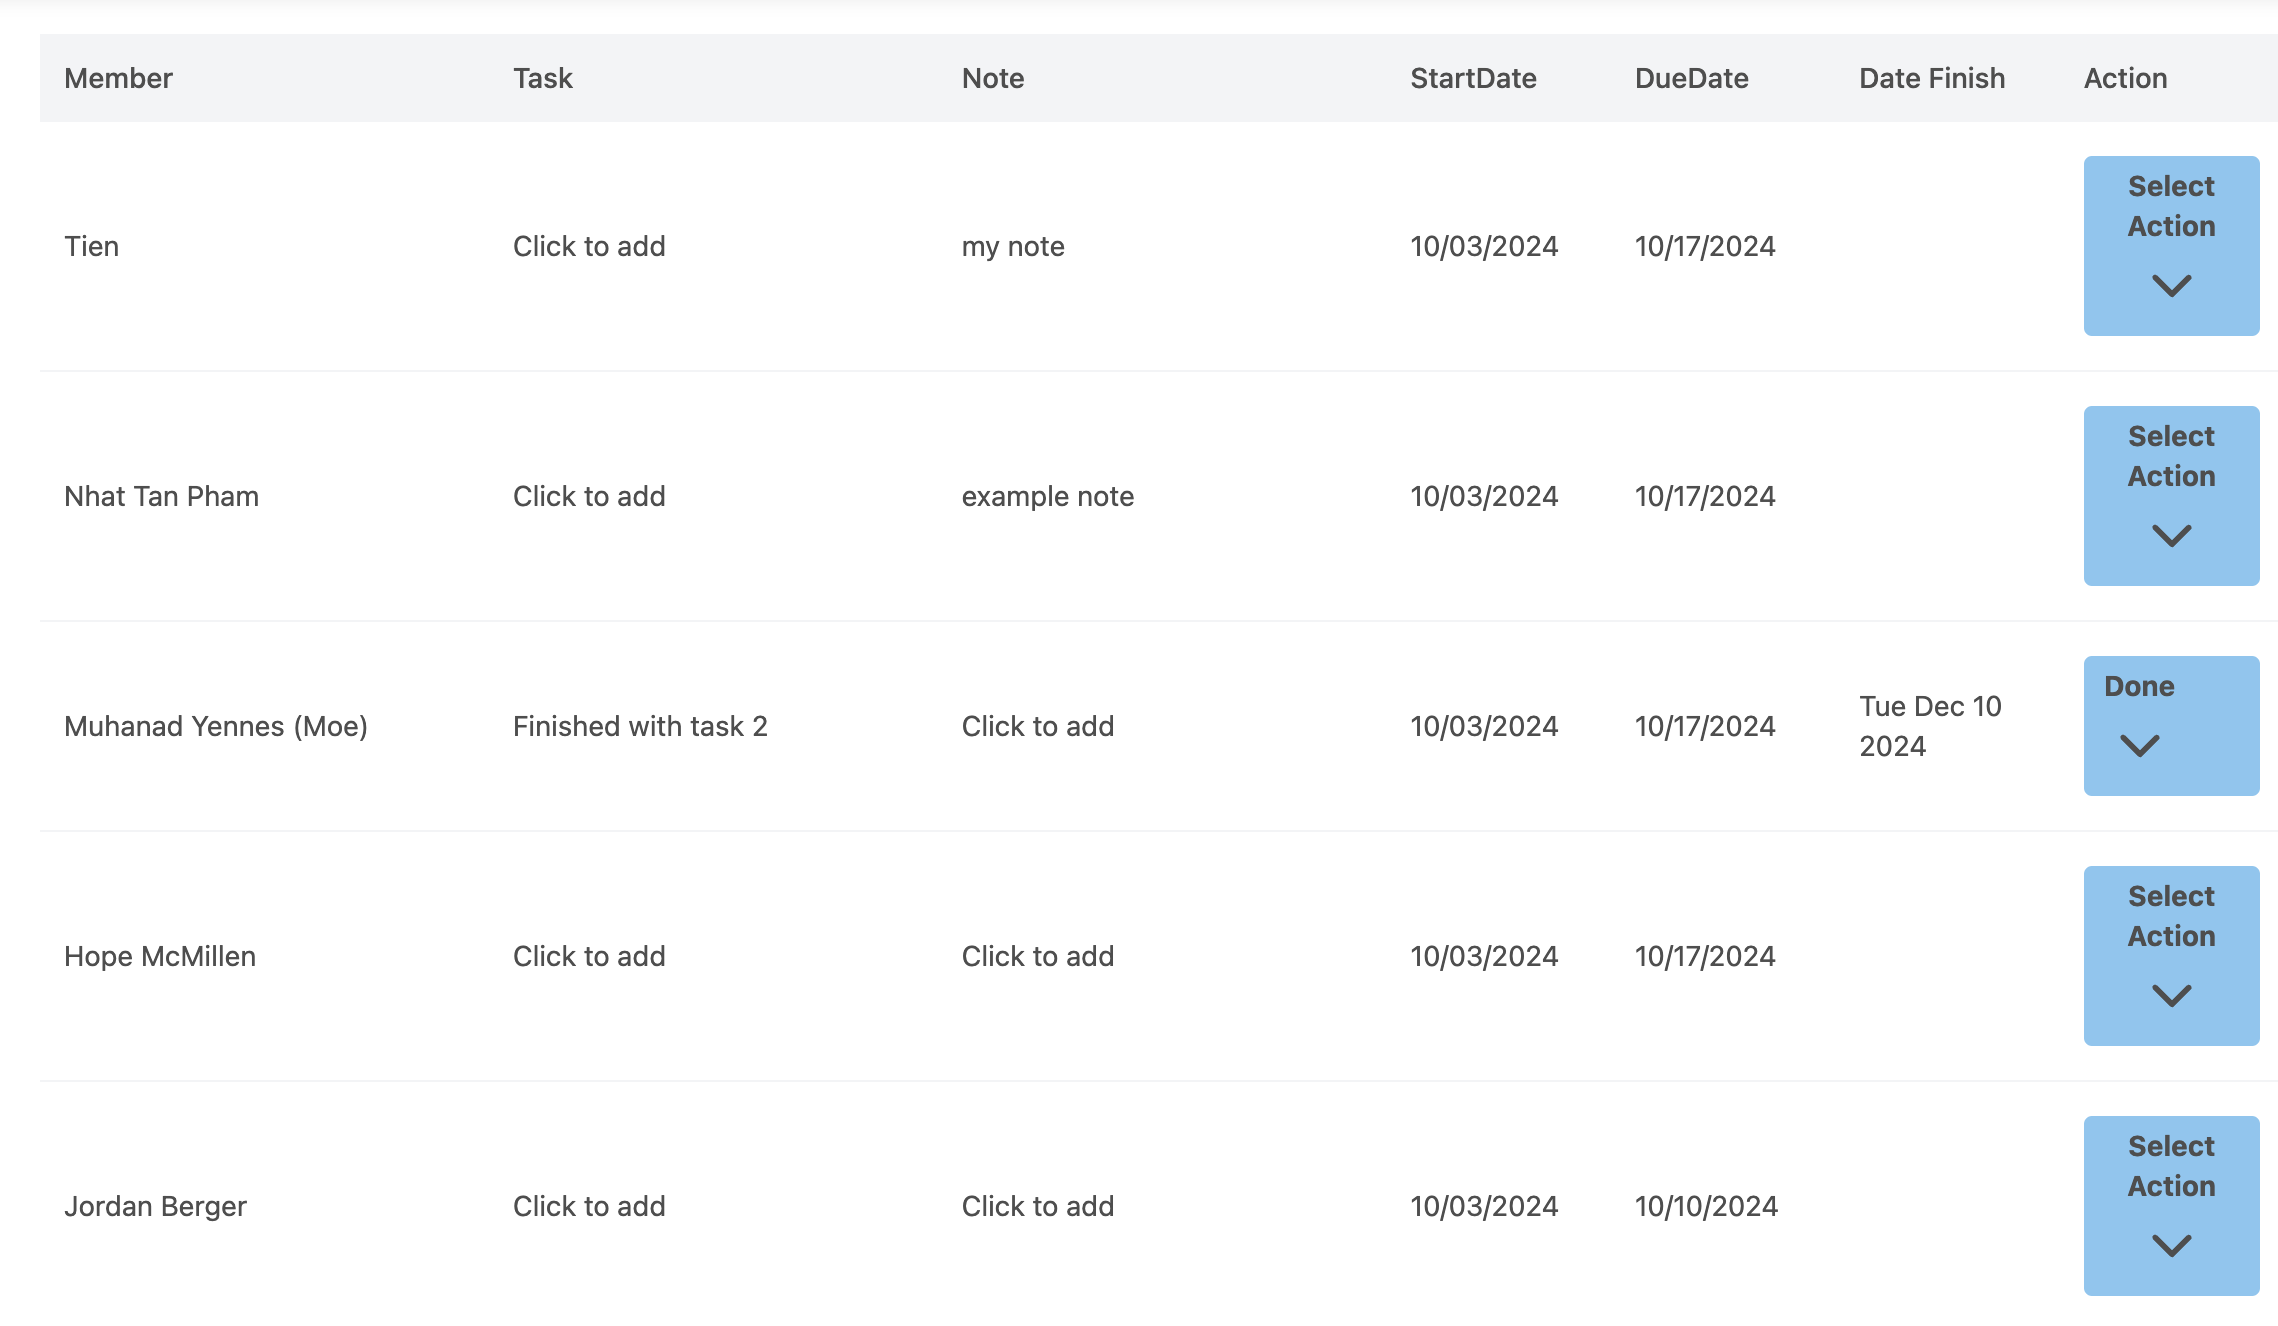 Member Task Note StartDate DueDate Date Finish Action
Tien Click to add my note 10/03/2024 10/17/2024 Select
Action
Nhat Tan Pham Click to add example note 10/03/2024 10/17/2024 Select
Action
Muhanad Yennes (Moe) Finished with task 2 Click to add 10/03/2024 10/17/2024 Tue Dec 10
2024 Done
Hope McMillen Click to add Click to add 10/03/2024 10/17/2024 Select
Action
Jordan Berger Click to add Click to add 10/03/2024 10/10/2024 Select
Action